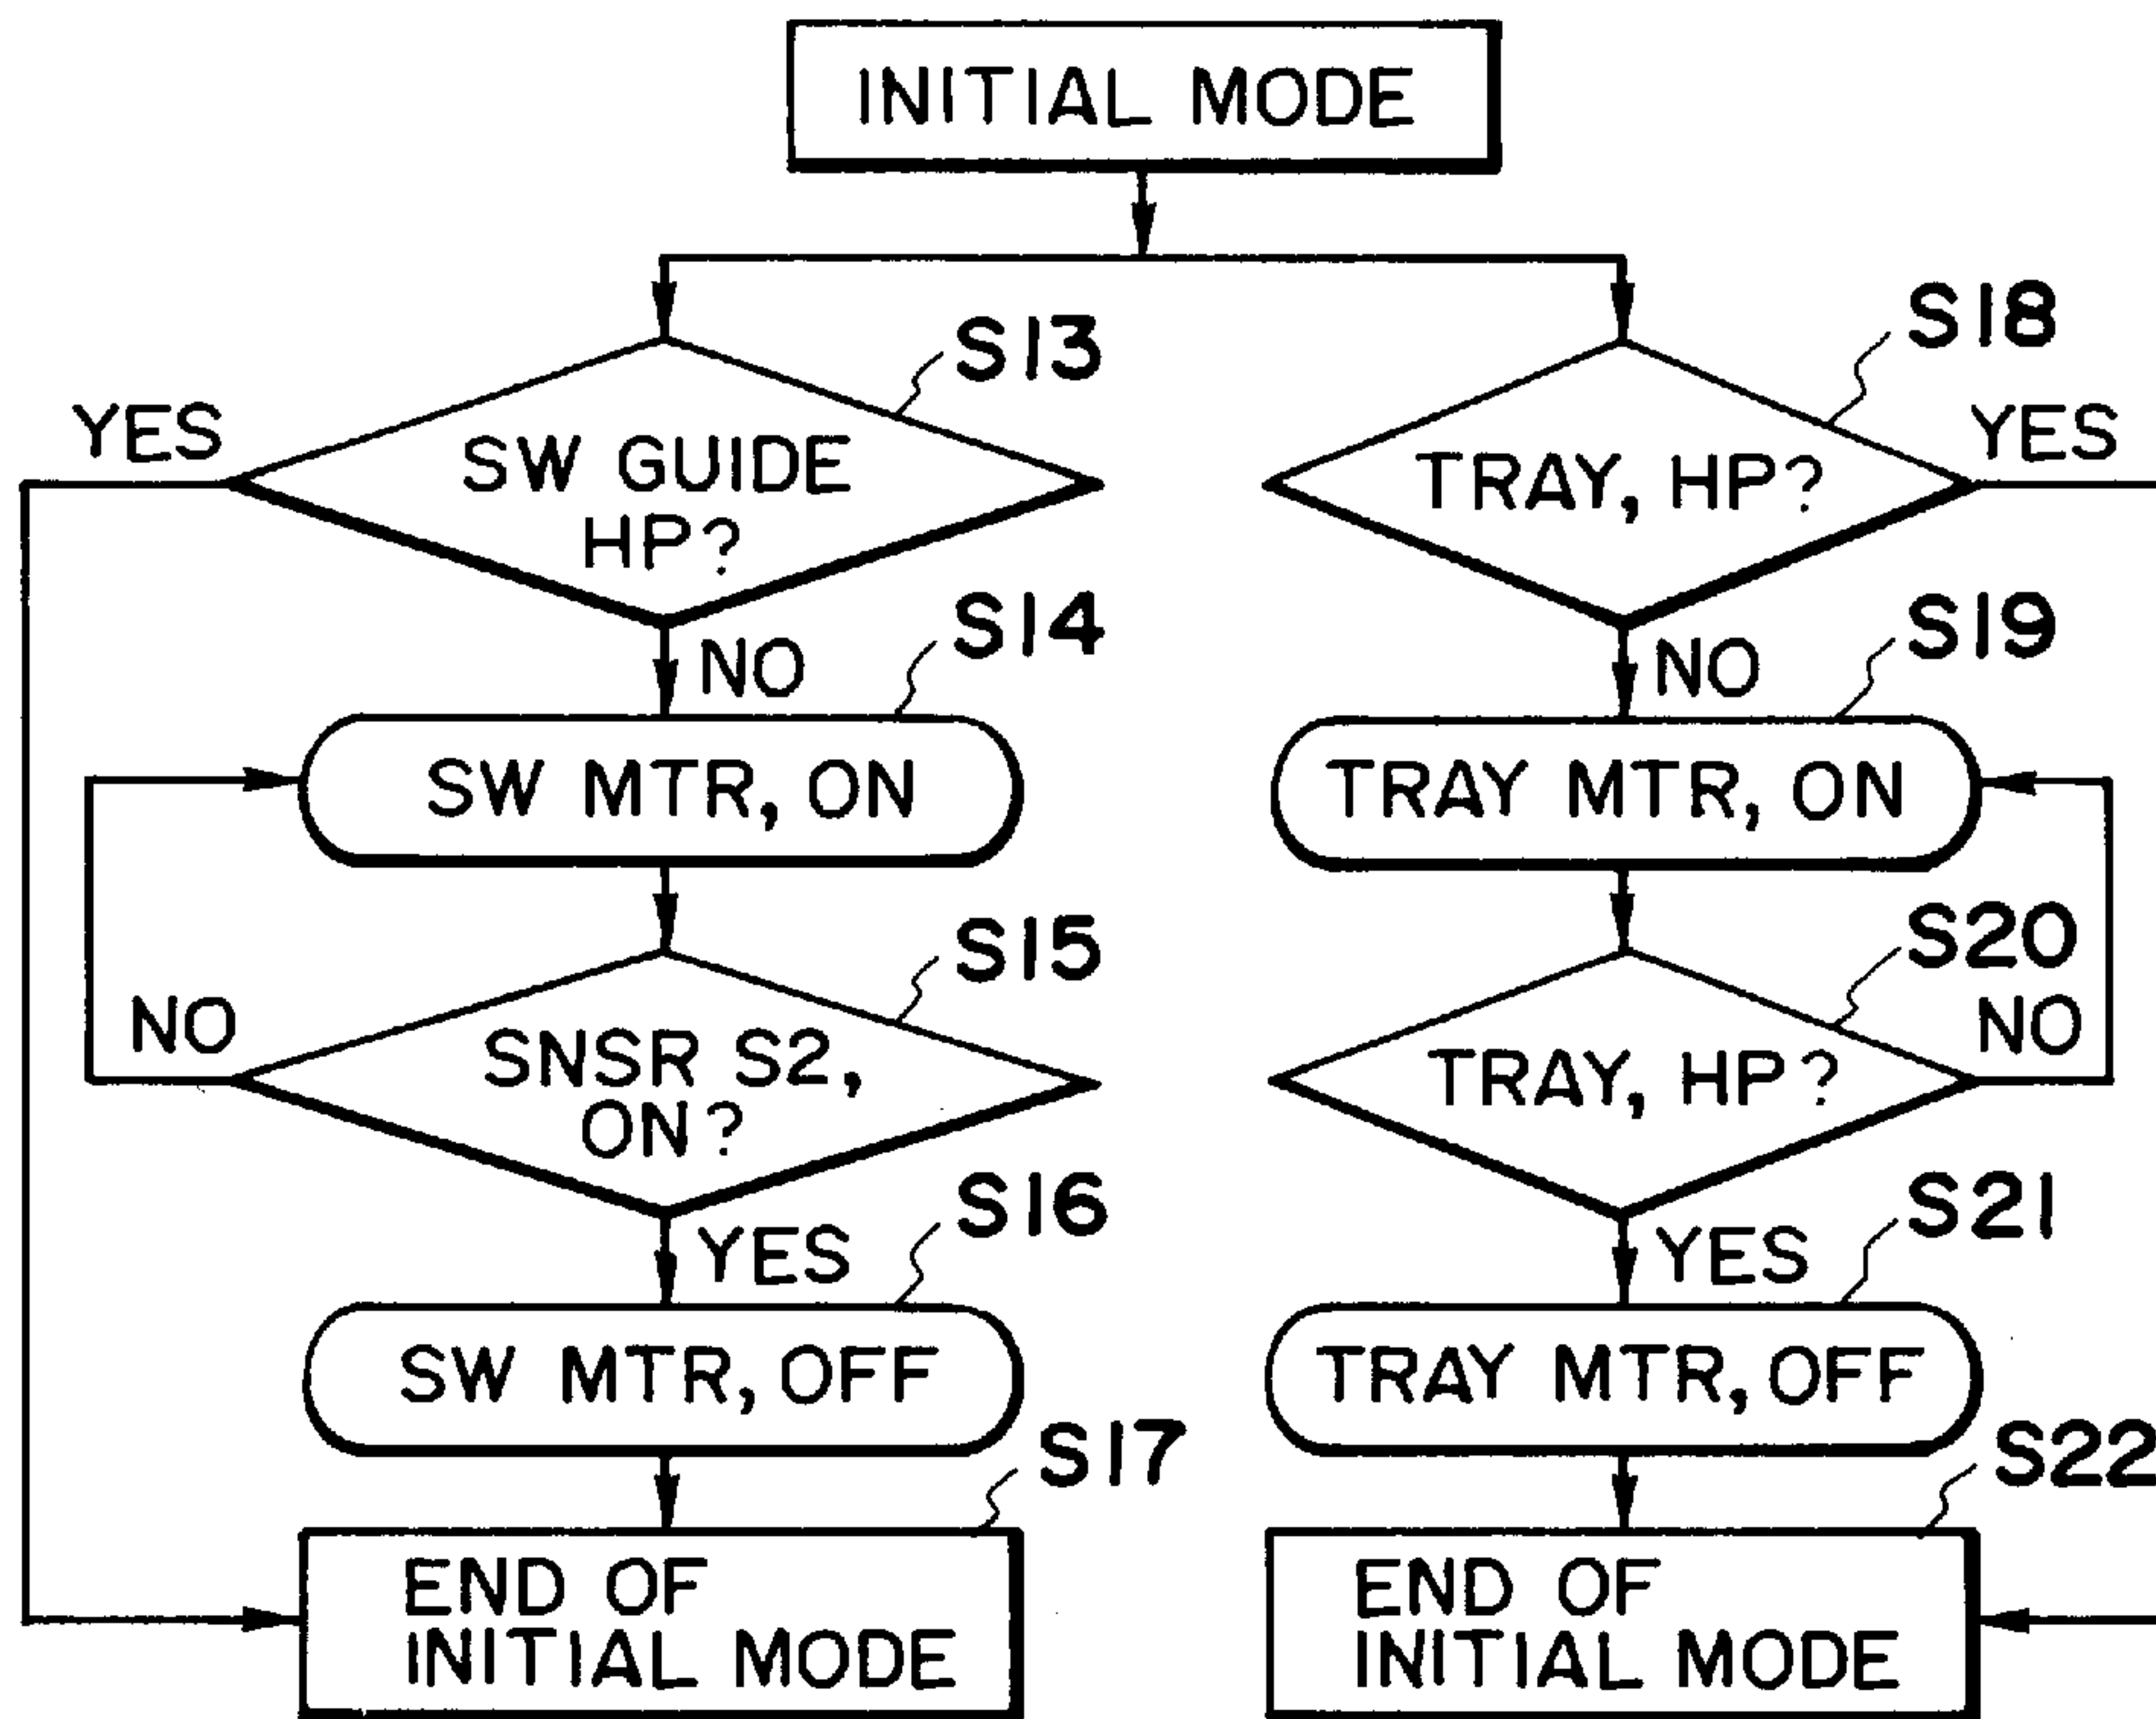 INITIAL MODE
S13
YES
SW GUIDE
HP?
NO
S14
SW MTR, ON
S15
NO
SNSR S2,
ON?
YES
S16
SW MTR, OFF
S17
END OF
INITIAL MODE
S18
YES
TRAY, HP?
NO
S19
TRAY MTR, ON
S20
NO
TRAY, HP?
YES
S21
TRAY MTR, OFF
S22
END OF
INITIAL MODE